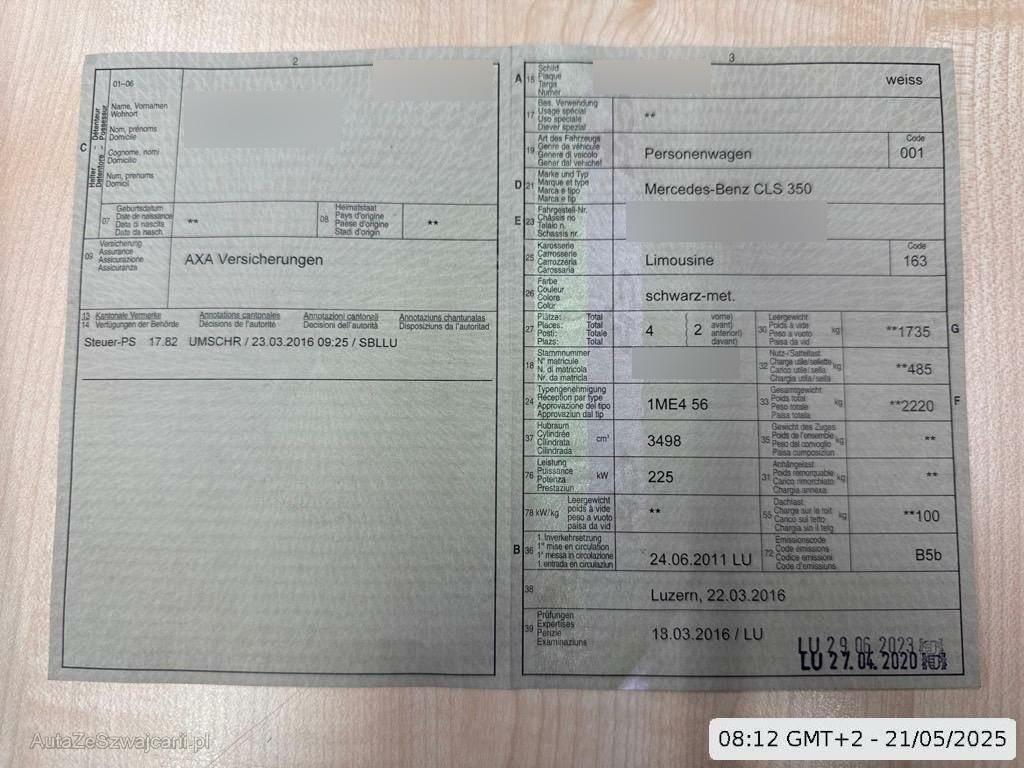 2
01–06
C
Halter Détenteur
Detentore Possessur
Name, Vornamen
Wohnort
Nom, prénoms
Domicile
Cognome, nomi
Domicilio
Num, prenums
Domicil
07
Geburtsdatum
Date de naissance
Data di nascita
Data da nasch.
**
08
Heimatstaat
Pays d'origine
Paese d'origine
Stadi d'origin
**
09
Versicherung
Assurance
Assicurazione
Assicuranza
AXA Versicherungen
13 Kantonale Vermerke Annotations cantonales Annotazioni cantonali Annotaziuns chantunalas
14 Verfügungen der Behörde Décisions de l'autorité Decisioni dell'autorità Disposiziuns da l'autoritad
Steuer-PS 17.82 UMSCHR / 23.03.2016 09:25 / SBLLU
3
A 15
Schild
Plaque
Targa
Numer
weiss
17
Bes. Verwendung
Usage spécial
Uso speciale
Diever spezial
**
19
Art des Fahrzeugs
Genre de véhicule
Genere di veicolo
Gener dal vehichel
Personenwagen
Code
001
D 21
Marke und Typ
Marque et type
Marca e tipo
Marca e tip
Mercedes-Benz CLS 350
E 23
Fahrgestell-Nr.
Châssis no
Telaio n.
Schassis nr.
25
Karosserie
Carrosserie
Carrozzeria
Carossaria
Limousine
Code
163
26
Farbe
Couleur
Colore
Colur
schwarz-met.
27
Plätze: Total
Places: Total
Posti: Totale
Plazs: Total
4 { 2
vorne)
avant)
anteriori)
davant)
30
Leergewicht
Poids à vide
Peso a vuoto
Paisa da vid
kg
**1735
G
18
Stammnummer
N° matricule
N. di matricola
Nr. da matricla
32
Nutz-/Sattellast
Charge utile/sellette
Carico utile/sella
Chargia utila/sella
kg
**485
24
Typengenehmigung
Réception par type
Approvazione del tipo
Approvaziun dal tip
1ME4 56
33
Gesamtgewicht
Poids total
Peso totale
Paisa totala
kg
**2220
F
37
Hubraum
Cylindrée
Cilindrata
Cilindrada
cm³
3498
35
Gewicht des Zuges
Poids de l'ensemble
Peso del convoglio
Paisa cumposiziun
kg
**
76
Leistung
Puissance
Potenza
Prestaziun
kW
225
31
Anhängelast
Poids remorquable
Carico rimorchiato
Chargia annexa
kg
**
78 kW/kg
Leergewicht
poids à vide
peso a vuoto
paisa da vid
**
55
Dachlast
Charge sur le toit
Carico sul tetto
Chargia sin il tetg
kg
**100
B 36
1. Inverkehrsetzung
1re mise en circulation
1a messa in circolazione
1. entrada en circulaziun
24.06.2011 LU
72
Emissionscode
Code émissions
Codice emissioni
Code d'emissiuns
B5b
38
Luzern, 22.03.2016
39
Prüfungen
Expertises
Perizie
Examinaziuns
18.03.2016 / LU
LU 29.06.2023
LU 27.04.2020
AutaZeSzwajcarii.pl
08:12 GMT+2 - 21/05/2025